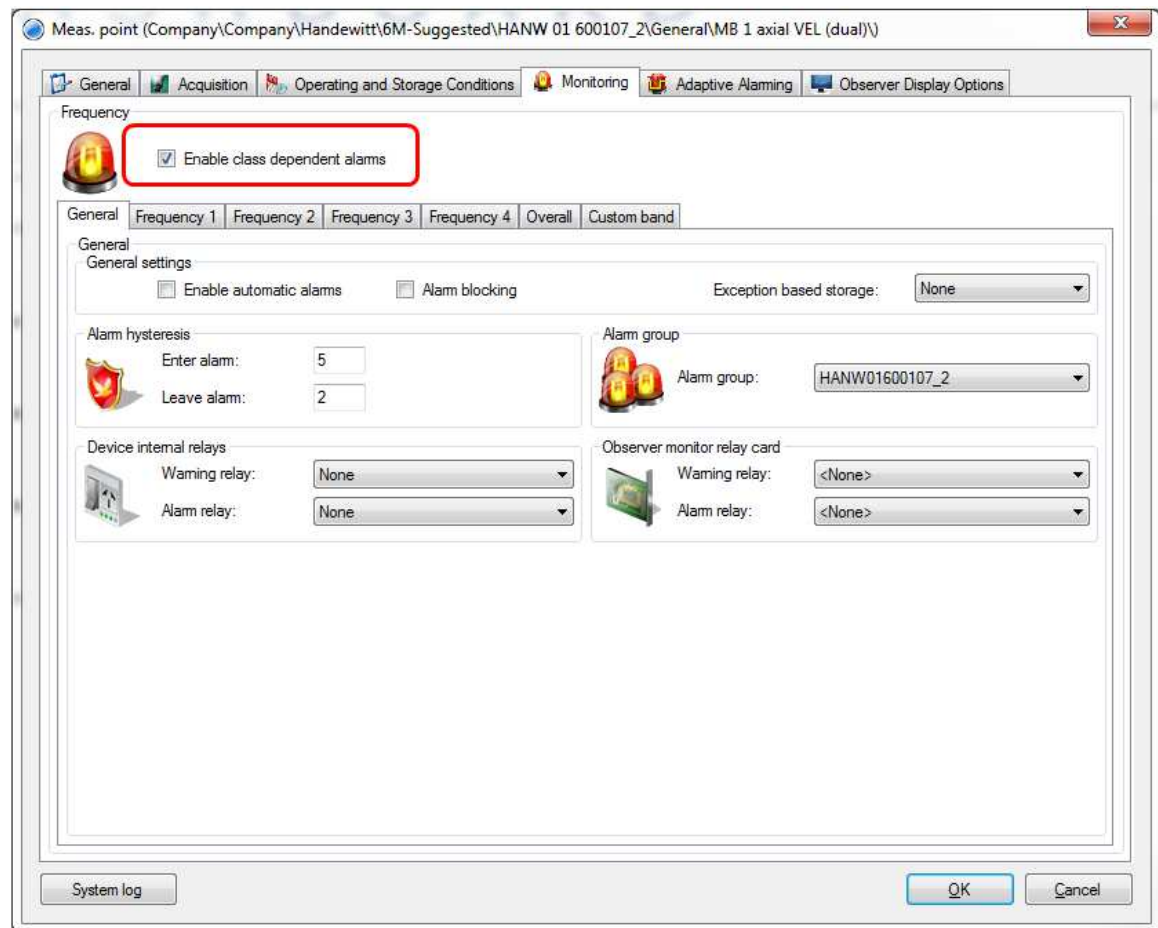 Meas. point (Company\Company\Handewitt\6M-Suggested\HANW 01 600107_2\General\MB 1 axial VEL (dual)\)
General Acquisition Operating and Storage Conditions Monitoring Adaptive Alarming Observer Display Options
Frequency
Enable class dependent alarms
General Frequency 1 Frequency 2 Frequency 3 Frequency 4 Overall Custom band
General
General settings
Enable automatic alarms Alarm blocking Exception based storage: None
Alarm hysteresis
Enter alarm: 5
Leave alarm: 2
Alarm group
Alarm group: HANW01600107_2
Device internal relays
Warning relay: None
Alarm relay: None
Observer monitor relay card
Warning relay: <None>
Alarm relay: <None>
System log OK Cancel